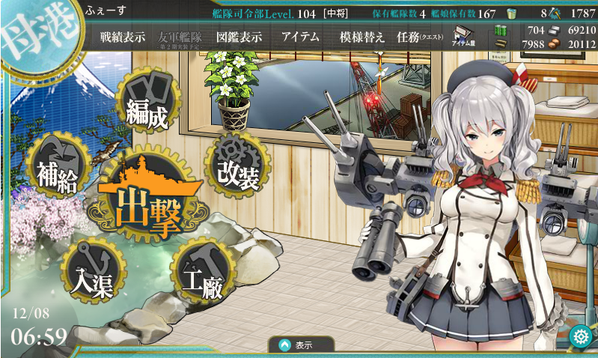 母港
ふぇーす
艦隊司令部Level. 104 [中将]
保有艦隊数 4 艦娘保有数 167
8
1787
戦績表示
友軍艦隊
図鑑表示
アイテム
模様替え
任務(クエスト)
アイテム屋
704
69210
7988
20112
編成
補給
出撃
改装
入渠
工廠
12/08
06:59
表示